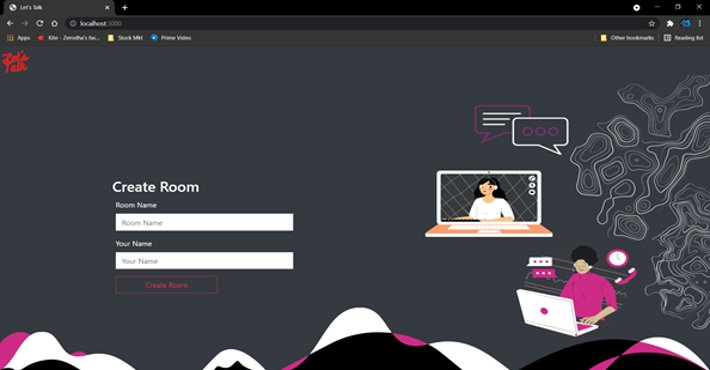 Let's Talk
localhost:3000
Apps
Kite - Zerodha's fas...
Stock Mkt
Prime Video
Other bookmarks
Reading list
Let's
Talk
Create Room
Room Name
Room Name
Your Name
Your Name
Create Room